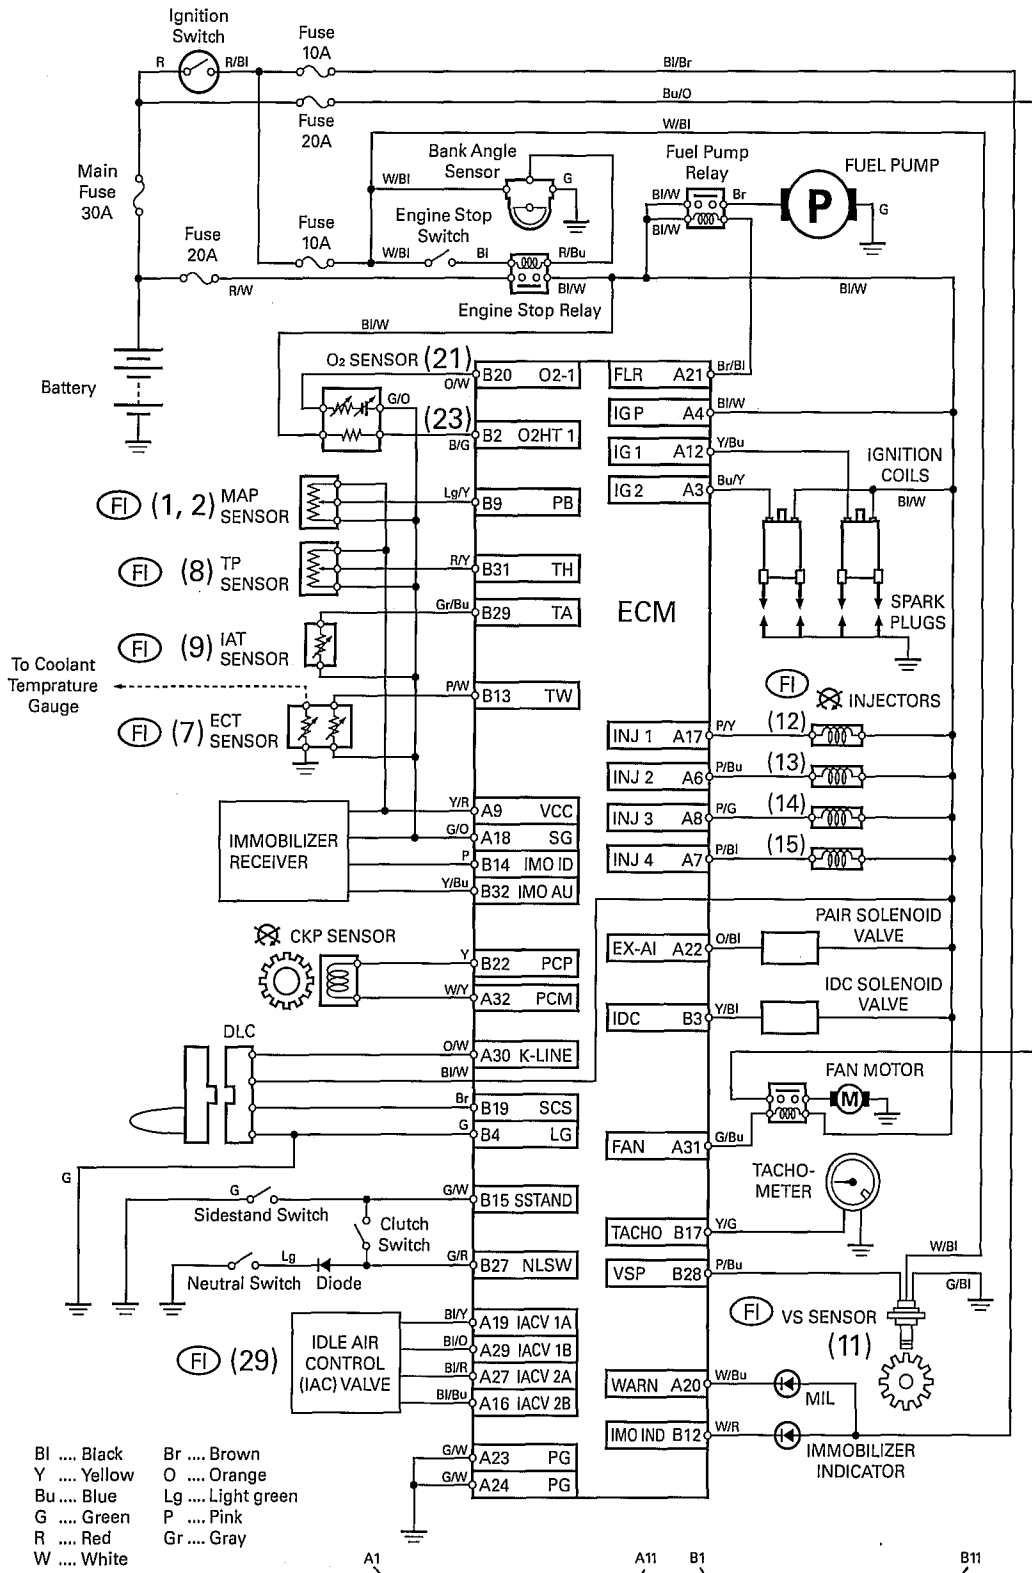 Ignition
Switch
Fuse
10A
R
R/Bl
Bl/Br
Bu/O
Fuse
20A
W/Bl
Main
Fuse
30A
Bank Angle
Sensor
W/Bl
G
Fuel Pump
Relay
FUEL PUMP
Bl/W
Br
P
G
Bl/W
Engine Stop
Switch
Fuse
20A
Fuse
10A
W/Bl
Bl
R/Bu
R/W
Bl/W
Bl/W
Engine Stop Relay
Bl/W
Battery
O2 SENSOR (21)
O/W
B20 O2-1
G/O
(23)
B/G
B2 O2HT 1
FLR A21
Br/Bl
IGP A4
Bl/W
IG1 A12
Y/Bu
IG2 A3
Bu/Y
IGNITION
COILS
Bl/W
FI (1, 2) MAP
SENSOR
Lg/Y
B9 PB
FI (8) TP
SENSOR
R/Y
B31 TH
Gr/Bu
B29 TA
FI (9) IAT
SENSOR
ECM
SPARK
PLUGS
To Coolant
Temprature
Gauge
P/W
B13 TW
FI (7) ECT
SENSOR
FI
INJECTORS
INJ 1 A17
P/Y
(12)
INJ 2 A6
P/Bu
(13)
INJ 3 A8
P/G
(14)
INJ 4 A7
P/Bl
(15)
IMMOBILIZER
RECEIVER
Y/R
A9 VCC
G/O
A18 SG
P
B14 IMO ID
Y/Bu
B32 IMO AU
CKP SENSOR
Y
B22 PCP
W/Y
A32 PCM
PAIR SOLENOID
VALVE
EX-AI A22
O/Bl
IDC SOLENOID
VALVE
IDC B3
Y/Bl
DLC
O/W
A30 K-LINE
Bl/W
Br
B19 SCS
G
B4 LG
G
FAN MOTOR
M
FAN A31
G/Bu
G
Sidestand Switch
G/W
B15 SSTAND
Clutch
Switch
Lg
Neutral Switch
Diode
G/R
B27 NLSW
TACHO-
METER
TACHO B17
Y/G
VSP B28
P/Bu
W/Bl
G/Bl
FI VS SENSOR
(11)
FI (29)
IDLE AIR
CONTROL
(IAC) VALVE
Bl/Y
A19 IACV 1A
Bl/O
A29 IACV 1B
Bl/R
A27 IACV 2A
Bl/Bu
A16 IACV 2B
WARN A20
W/Bu
MIL
IMO IND B12
W/R
IMMOBILIZER
INDICATOR
G/W
A23 PG
G/W
A24 PG
Bl .... Black Br .... Brown
Y .... Yellow O .... Orange
Bu .... Blue Lg .... Light green
G .... Green P .... Pink
R .... Red Gr .... Gray
W .... White
A1
A11
B1
B11